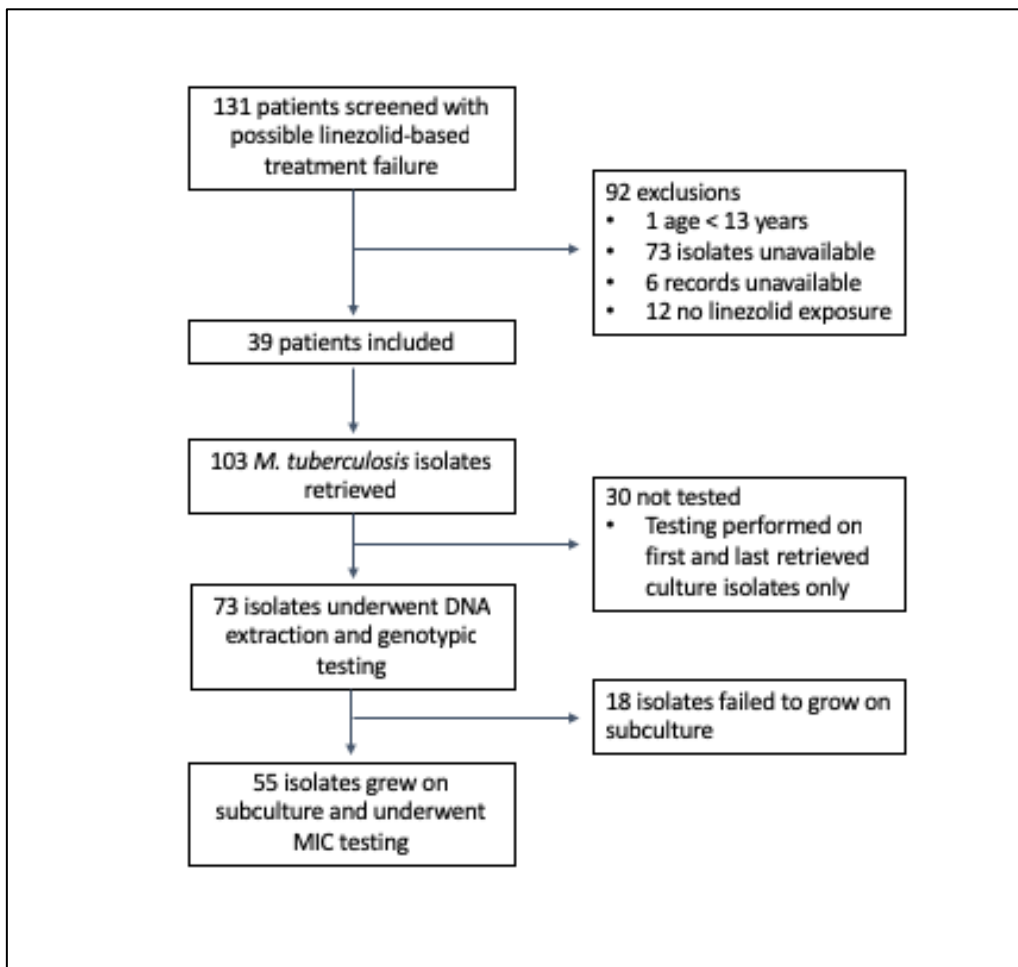 131 patients screened with
possible linezolid-based
treatment failure
92 exclusions
• 1 age < 13 years
• 73 isolates unavailable
• 6 records unavailable
• 12 no linezolid exposure
39 patients included
103 M. tuberculosis isolates
retrieved
30 not tested
• Testing performed on
first and last retrieved
culture isolates only
73 isolates underwent DNA
extraction and genotypic
testing
18 isolates failed to grow on
subculture
55 isolates grew on
subculture and underwent
MIC testing